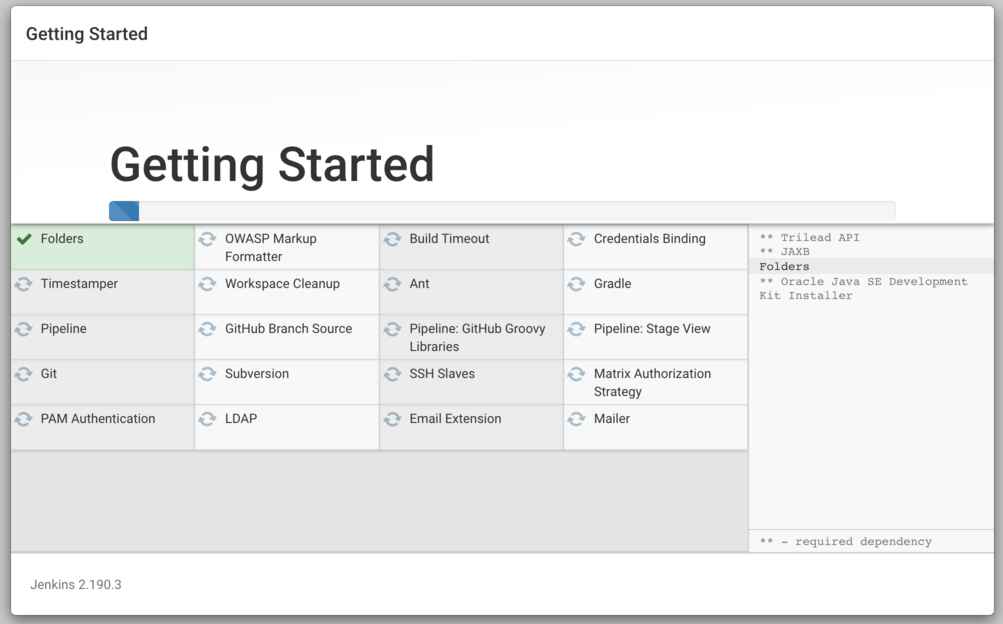 Getting Started
Getting Started
Folders
OWASP Markup
Formatter
Build Timeout
Credentials Binding
Timestamper
Workspace Cleanup
Ant
Gradle
Pipeline
GitHub Branch Source
Pipeline: GitHub Groovy
Libraries
Pipeline: Stage View
Git
Subversion
SSH Slaves
Matrix Authorization
Strategy
PAM Authentication
LDAP
Email Extension
Mailer
** Trilead API
** JAXB
Folders
** Oracle Java SE Development
Kit Installer
** - required dependency
Jenkins 2.190.3